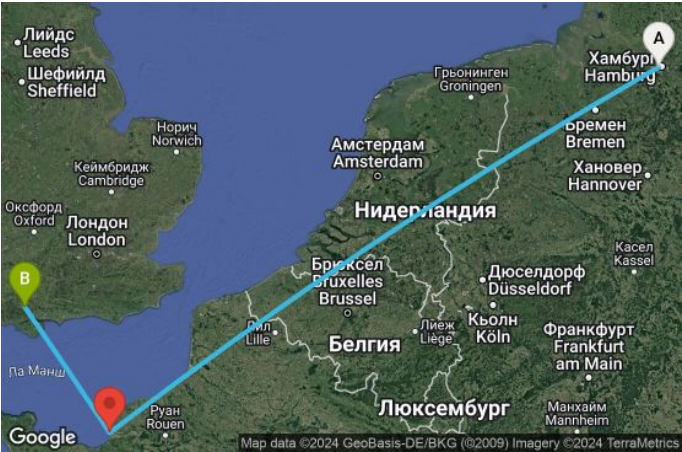 Лийдс
Leeds
Шефийлд
Sheffield
A
Хамбург
Hamburg
Грьонинген
Groningen
Норич
Norwich
Бремен
Bremen
Амстердам
Amsterdam
Кеймбридж
Cambridge
Хановер
Hannover
Оксфорд
Oxford
Лондон
London
Нидерландия
Касел
Kassel
B
Брюксел
Bruxelles
Brussel
Дюселдорф
Düsseldorf
Лил
Lille
Лиеж
Liège
Кьолн
Köln
Белгия
Франкфурт
Frankfurt
am Main
Ла Манш
Люксембург
Руан
Rouen
Манхайм
Mannheim
Google
Map data ©2024 GeoBasis-DE/BKG (©2009) Imagery ©2024 TerraMetrics